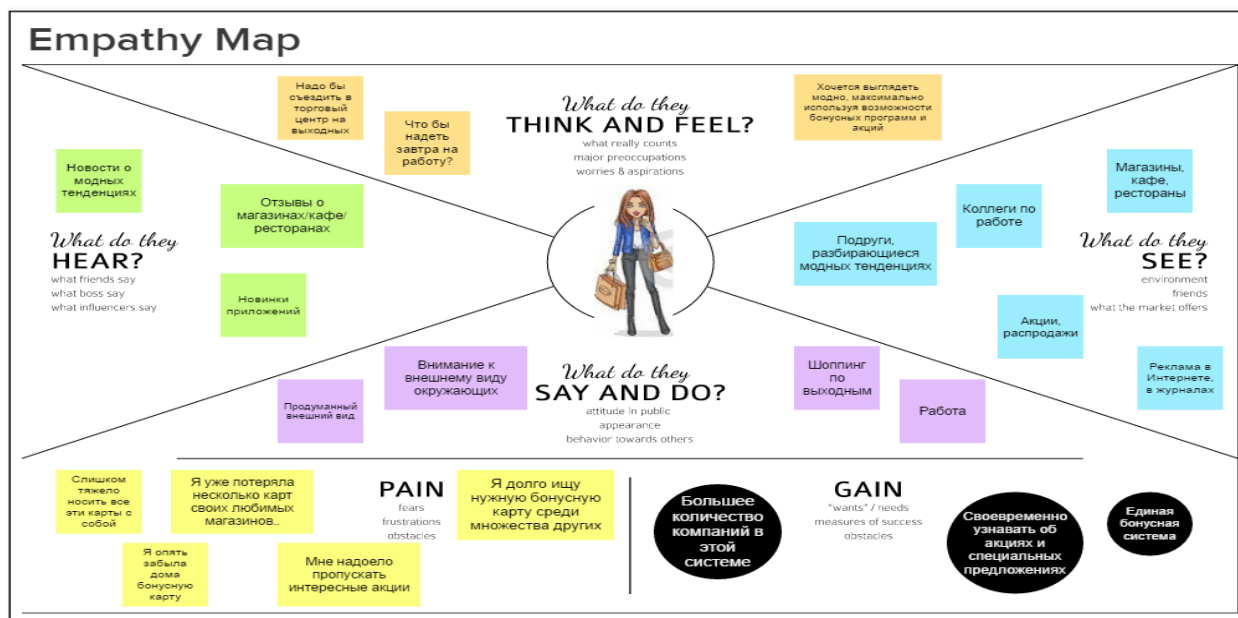 Empathy Map
Надо бы
съездить в
торговый
центр на
выходных
Что бы
надеть
завтра на
работу?
What do they
THINK AND FEEL?
what really counts
major preoccupations
worries & aspirations
Хочется выглядеть
модно, максимально
используя возможности
бонусных программ и
акций
Новости о
модных
тенденциях
Отзывы о
магазинах/кафе/
ресторанах
What do they
HEAR?
what friends say
what boss say
what influencers say
Новинки
приложений
Магазины,
кафе,
рестораны
Коллеги по
работе
Подруги,
разбирающиеся
модных тенденциях
What do they
SEE?
environment
friends
what the market offers
Акции,
распродажи
Реклама в
Интернете,
в журналах
Внимание к
внешнему виду
окружающих
Продуманный
внешний вид
What do they
SAY AND DO?
attitude in public
appearance
behavior towards others
Шоппинг
по
выходным
Работа
Слишком
тяжело
носить все
эти карты с
собой
Я уже потеряла
несколько карт
своих любимых
магазинов..
PAIN
fears
frustrations
obstacles
Я долго ищу
нужную бонусную
карту среди
множества других
Я опять
забыла
дома
бонусную
карту
Мне надоело
пропускать
интересные акции
Большее
количество
компаний в
этой
системе
GAIN
"wants" / needs
measures of success
obstacles
Своевременно
узнавать об
акциях и
специальных
предложениях
Единая
бонусная
система